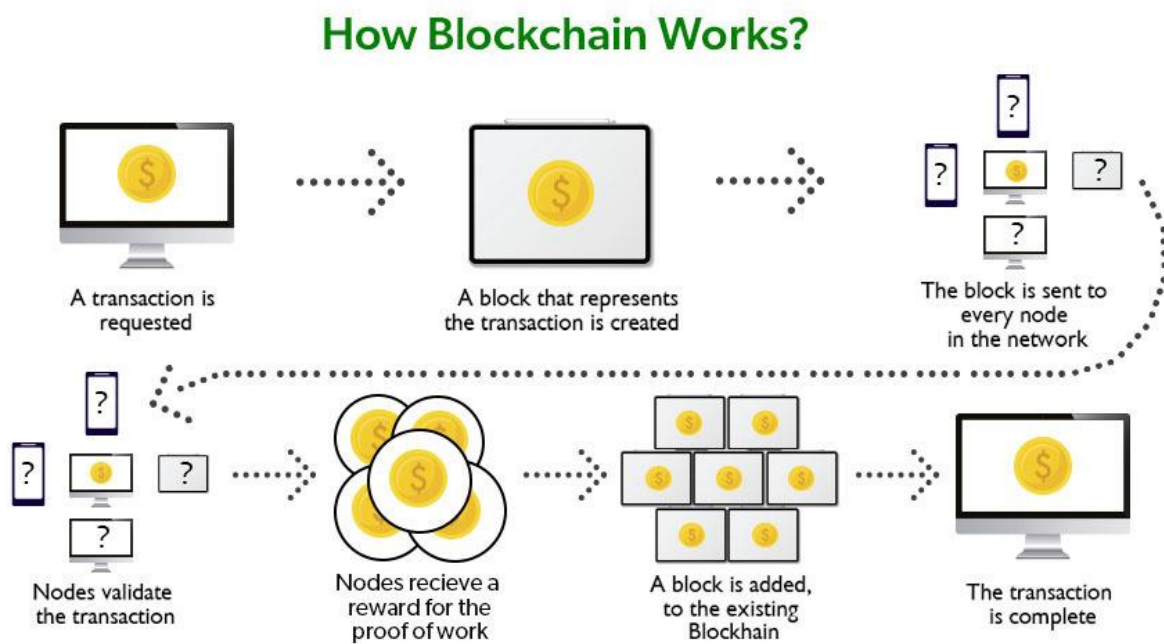 How Blockchain Works?
$
$
?
?
$
?
?
A transaction is
requested
A block that represents
the transaction is created
The block is sent to
every node
in the network
?
?
$
?
?
Nodes validate
the transaction
$
$
$
$
$
Nodes recieve a
reward for the
proof of work
$
$
$
$
$
$
$
A block is added,
to the existing
Blockhain
$
The transaction
is complete